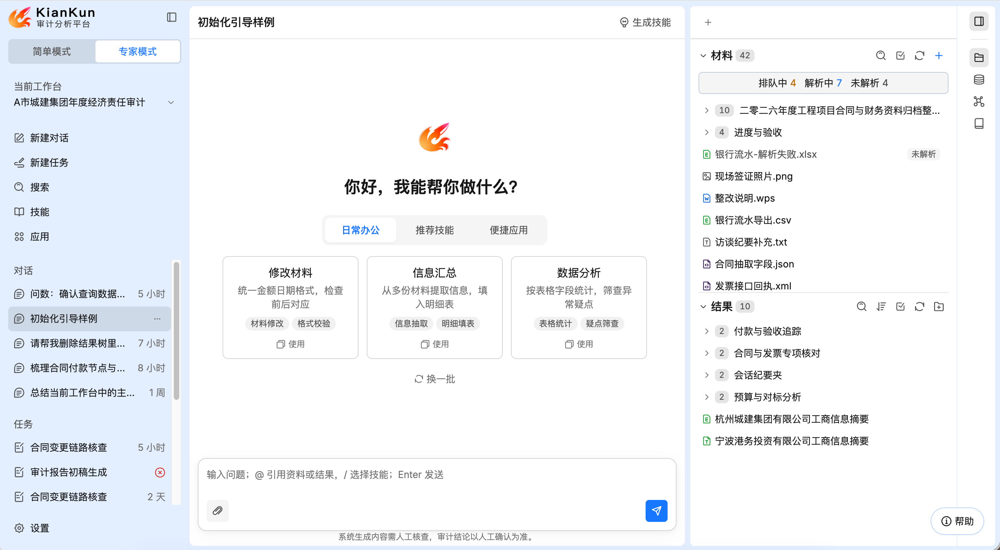 KianKun
审计分析平台
简单模式
专家模式
当前工作台
A市城建集团年度经济责任审计
新建对话
新建任务
搜索
技能
应用
对话
问数：确认查询数据... 5 小时
初始化引导样例 ...
请帮我删除结果树里... 7 小时
梳理合同付款节点与... 8 小时
总结当前工作台中的主... 1 周
任务
合同变更链路核查 5 小时
审计报告初稿生成
合同变更链路核查 2 天
设置
初始化引导样例
生成技能
你好，我能帮你做什么?
日常办公
推荐技能
便捷应用
修改材料
统一金额日期格式，检查
前后对应
材料修改 格式校验
使用
信息汇总
从多份材料提取信息，填
入明细表
信息抽取 明细填表
使用
数据分析
按表格字段统计，筛查异
常疑点
表格统计 疑点筛查
使用
换一批
输入问题；@ 引用资料或结果，/ 选择技能；Enter 发送
系统生成内容需人工核查，审计结论以人工确认为准。
材料 42
排队中 4 解析中 7 未解析 4
10 二零二六年度工程项目合同与财务资料归档整...
4 进度与验收
银行流水-解析失败.xlsx 未解析
现场签证照片.png
整改说明.wps
银行流水导出.csv
访谈纪要补充.txt
合同抽取字段.json
发票接口回执.xml
结果 10
2 付款与验收追踪
2 合同与发票专项核对
2 会话纪要夹
2 预算与对标分析
杭州城建集团有限公司工商信息摘要
宁波港务投资有限公司工商信息摘要
帮助